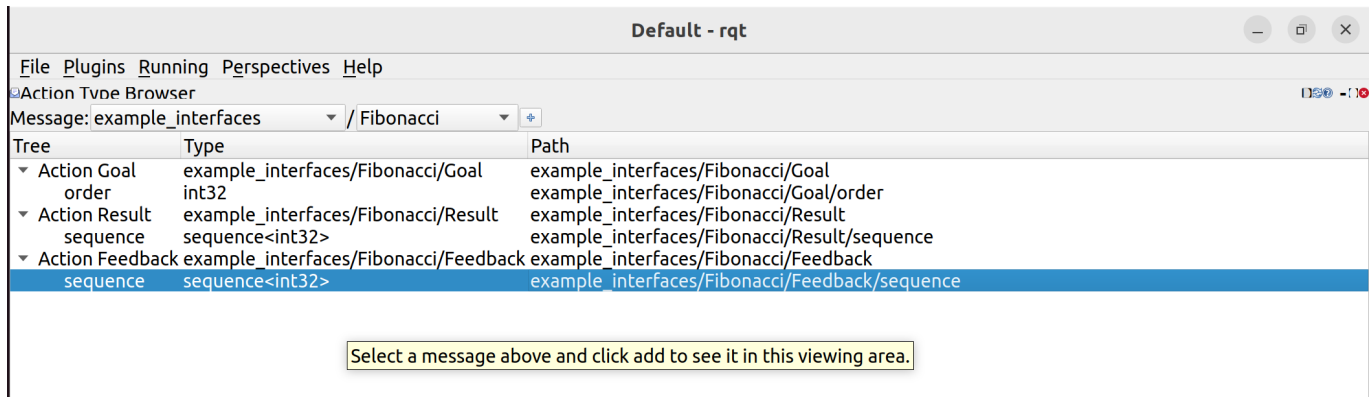 Default - rqt
File Plugins Running Perspectives Help
Action Type Browser
Message: example_interfaces / Fibonacci
Tree Type Path
Action Goal example_interfaces/Fibonacci/Goal example_interfaces/Fibonacci/Goal
order int32 example_interfaces/Fibonacci/Goal/order
Action Result example_interfaces/Fibonacci/Result example_interfaces/Fibonacci/Result
sequence sequence<int32> example_interfaces/Fibonacci/Result/sequence
Action Feedback example_interfaces/Fibonacci/Feedback example_interfaces/Fibonacci/Feedback
sequence sequence<int32> example_interfaces/Fibonacci/Feedback/sequence
Select a message above and click add to see it in this viewing area.